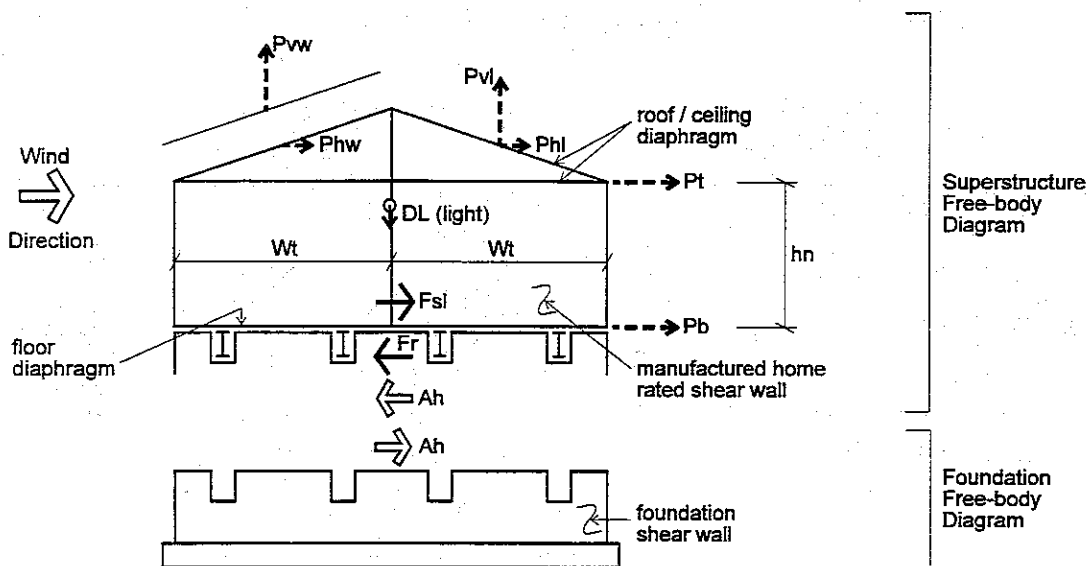 Pvw
Pvl
roof / ceiling
diaphragm
Phw
Phl
Wind
Direction
Pt
DL (light)
Wt
Wt
hn
Superstructure
Free-body
Diagram
Fsl
Pb
floor
diaphragm
Fr
manufactured home
rated shear wall
Ah
Ah
foundation
shear wall
Foundation
Free-body
Diagram